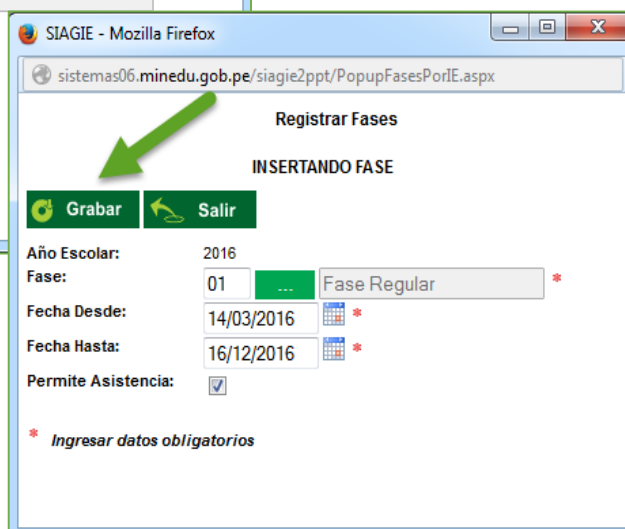 SIAGIE - Mozilla Firefox
sistemas06.minedu.gob.pe/siagie2ppt/PopupFasesPorIE.aspx
Registrar Fases
INSERTANDO FASE
Grabar Salir
Año Escolar: 2016
Fase: 01 ... Fase Regular *
Fecha Desde: 14/03/2016 *
Fecha Hasta: 16/12/2016 *
Permite Asistencia:
* Ingresar datos obligatorios